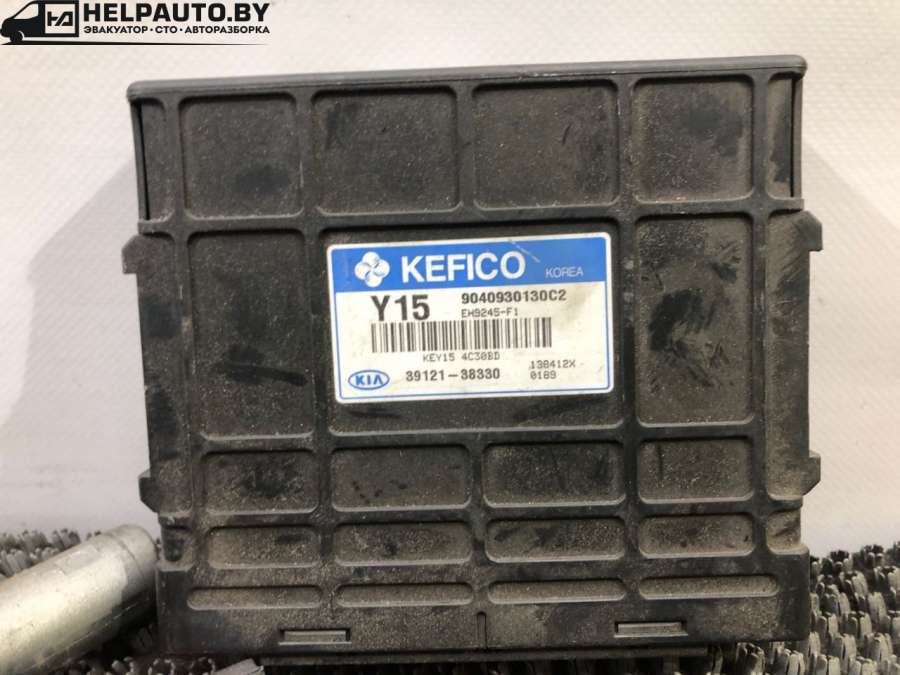 HELPAUTO.BY
ЭВАКУАТОР • СТО • АВТОРАЗБОРКА
KEFICO KOREA
Y15 9040930130C2
EH9245-F1
KEY15 4C30BD
138412X
KIA 39121-38330 0189